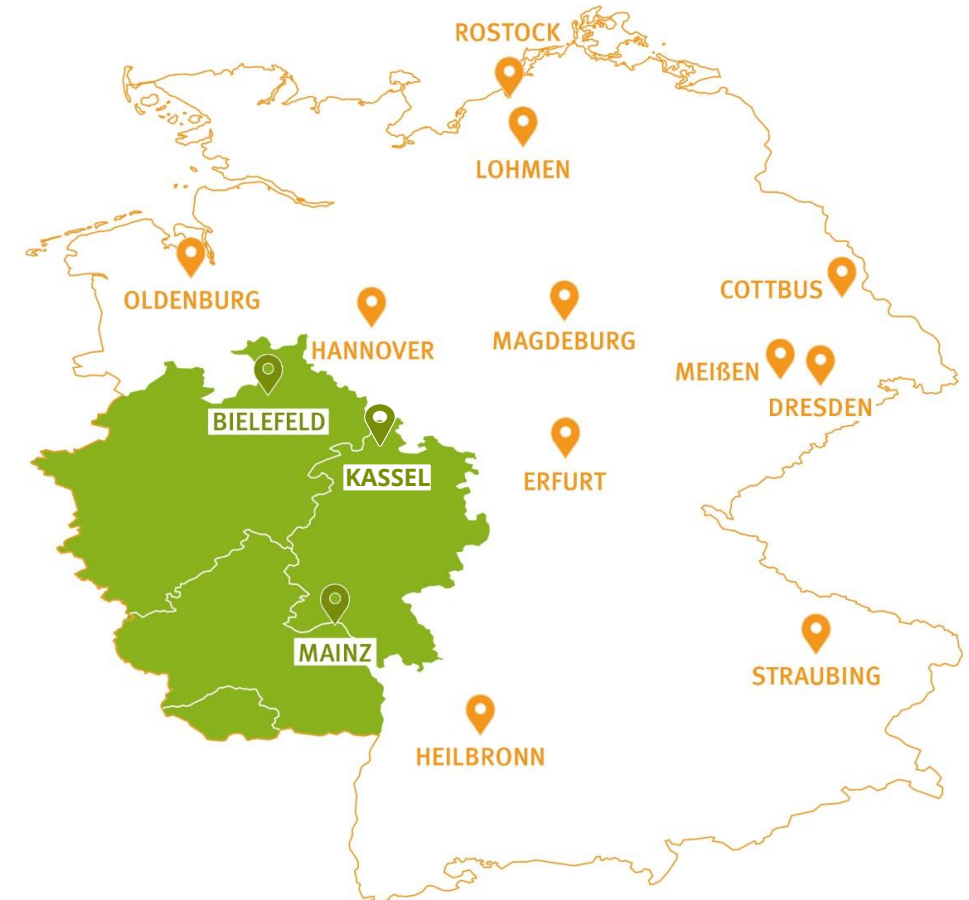 ROSTOCK
LOHMEN
OLDENBURG
COTTBUS
HANNOVER
MAGDEBURG
MEIßEN
DRESDEN
BIELEFELD
KASSEL
ERFURT
MAINZ
STRAUBING
HEILBRONN